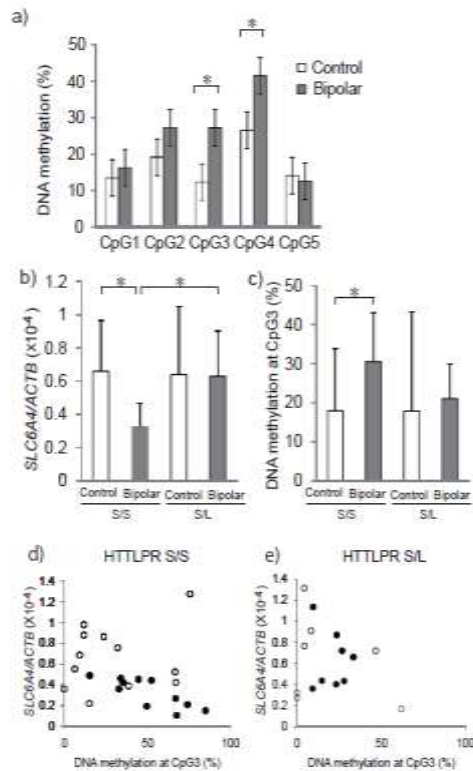 a)
DNA methylation (%)
50
40
30
20
10
0
*
*
Control
Bipolar
CpG1 CpG2 CpG3 CpG4 CpG5
b)
SLC6A4/ACTB (X10⁻⁴)
1.2
1
0.8
0.6
0.4
0.2
0
*
*
Control Bipolar Control Bipolar
S/S S/L
c)
DNA methylation at CpG3 (%)
50
40
30
20
10
0
*
Control Bipolar Control Bipolar
S/S S/L
d) HTTLPR S/S
SLC6A4/ACTB (X10⁻⁴)
1.4
1.2
1
0.8
0.6
0.4
0.2
0
0 50 100
DNA methylation at CpG3 (%)
e) HTTLPR S/L
SLC6A4/ACTB (X10⁻⁴)
1.4
1.2
1
0.8
0.6
0.4
0.2
0
0 50 100
DNA methylation at CpG3 (%)